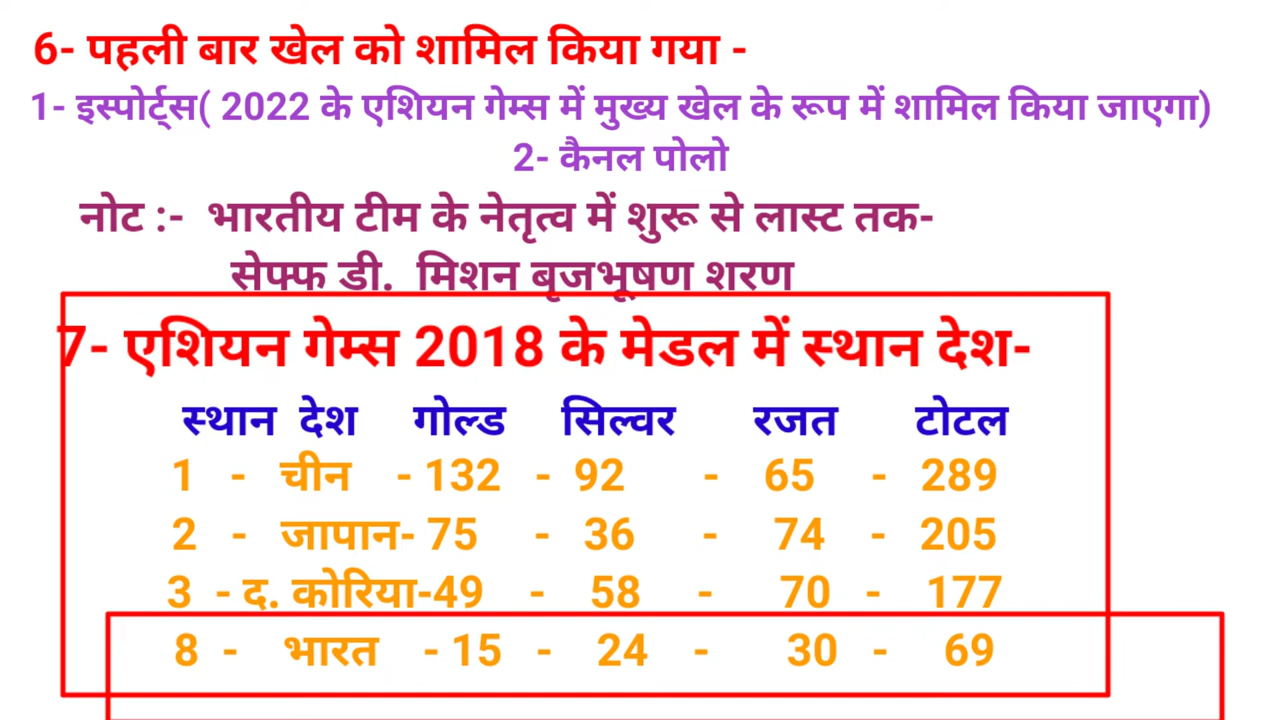 6- पहली बार खेल को शामिल किया गया -
1- इस्पोर्ट्स( 2022 के एशियन गेम्स में मुख्य खेल के रूप में शामिल किया जाएगा)
2- कैनल पोलो
नोट :- भारतीय टीम के नेतृत्व में शुरू से लास्ट तक-
सेफ्फ डी. मिशन बृजभूषण शरण
7- एशियन गेम्स 2018 के मेडल में स्थान देश-
स्थान देश गोल्ड सिल्वर रजत टोटल
1 - चीन - 132 - 92 - 65 - 289
2 - जापान- 75 - 36 - 74 - 205
3 - द. कोरिया-49 - 58 - 70 - 177
8 - भारत - 15 - 24 - 30 - 69